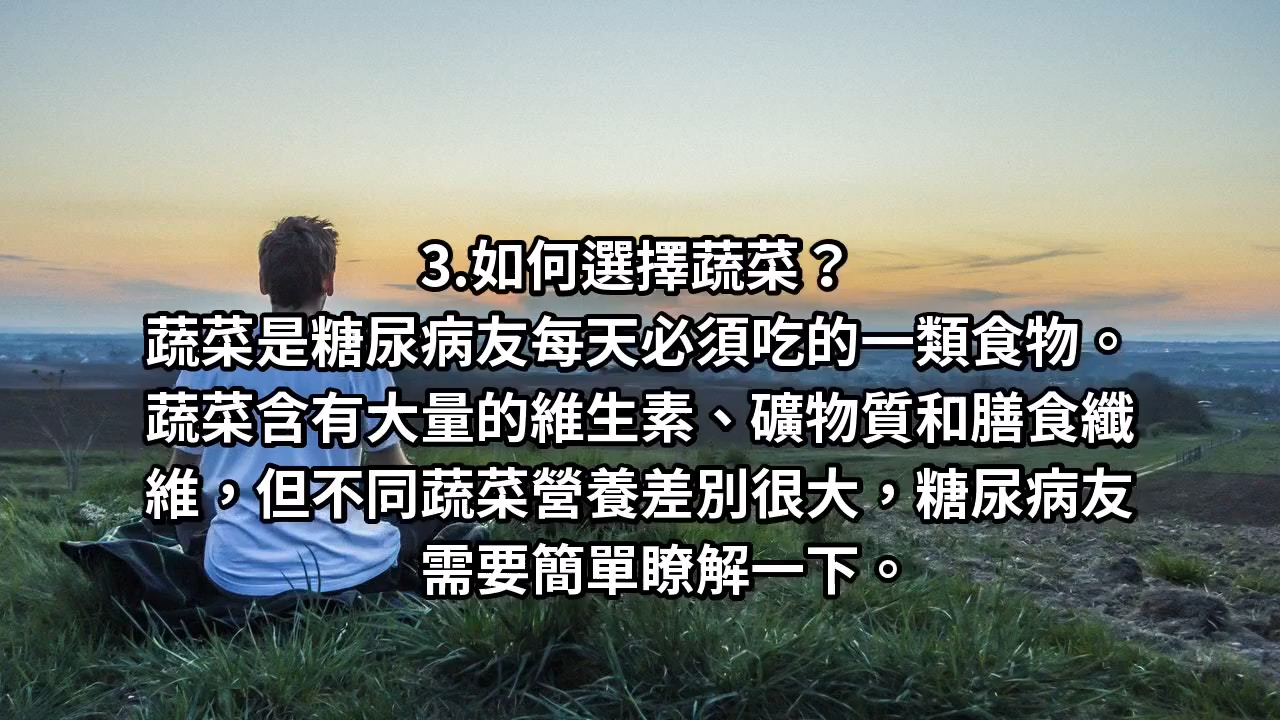 3.如何選擇蔬菜？
蔬菜是糖尿病友每天必須吃的一類食物。
蔬菜含有大量的維生素、礦物質和膳食纖
維，但不同蔬菜營養差別很大，糖尿病友
需要簡單瞭解一下。